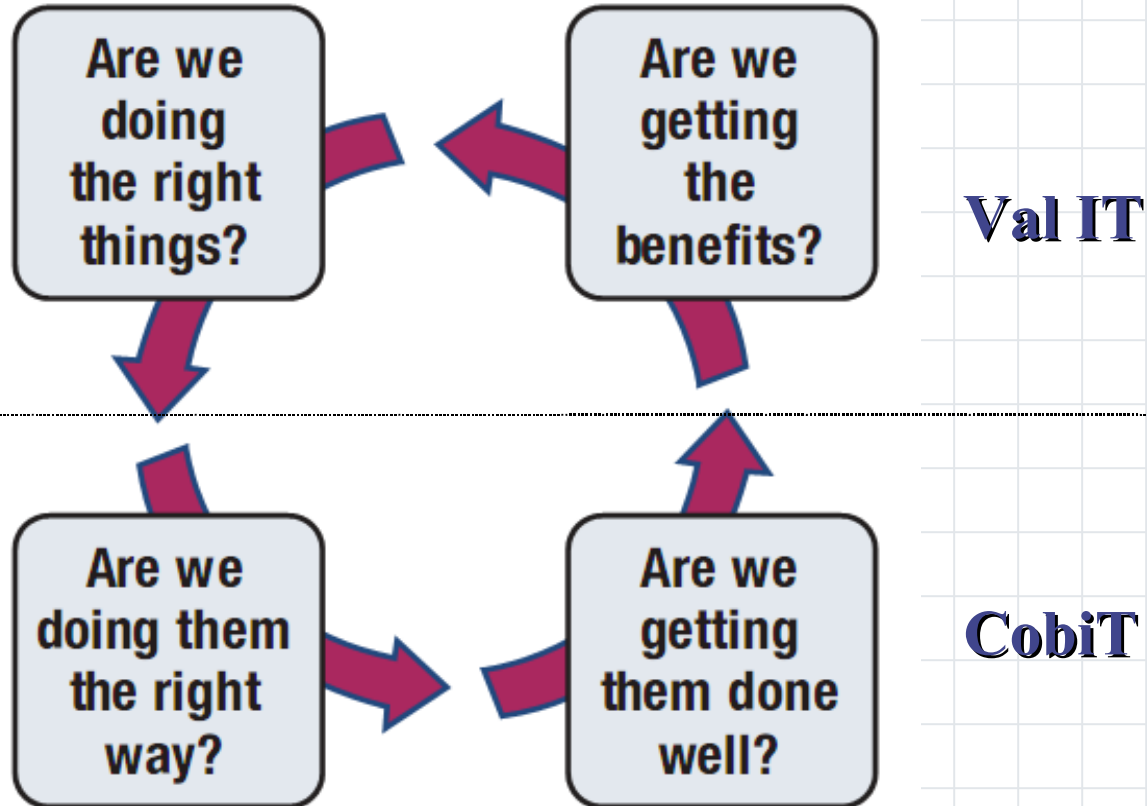 Are we
doing
the right
things?
Are we
getting
the
benefits?
Val IT
Are we
doing them
the right
way?
Are we
getting
them done
well?
CobiT